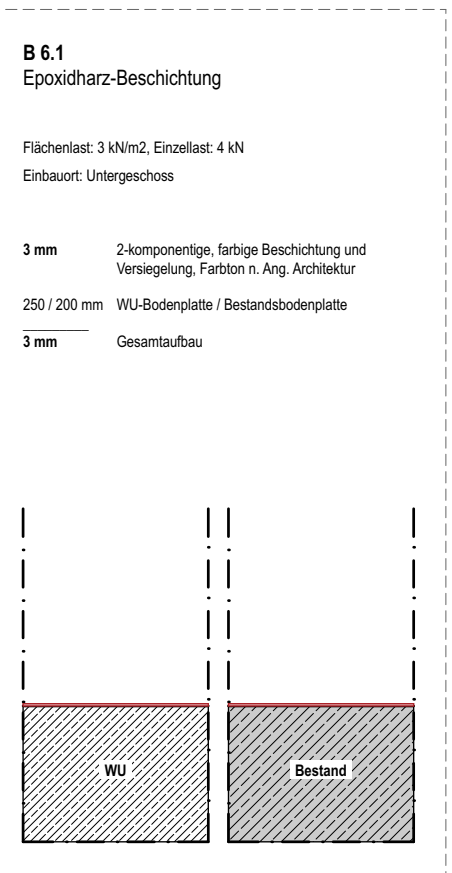 B 6.1
Epoxidharz-Beschichtung
Flächenlast: 3 kN/m2, Einzellast: 4 kN
Einbauort: Untergeschoss
3 mm 2-komponentige, farbige Beschichtung und
Versiegelung, Farbton n. Ang. Architektur
250 / 200 mm WU-Bodenplatte / Bestandsbodenplatte
3 mm Gesamtaufbau
WU Bestand